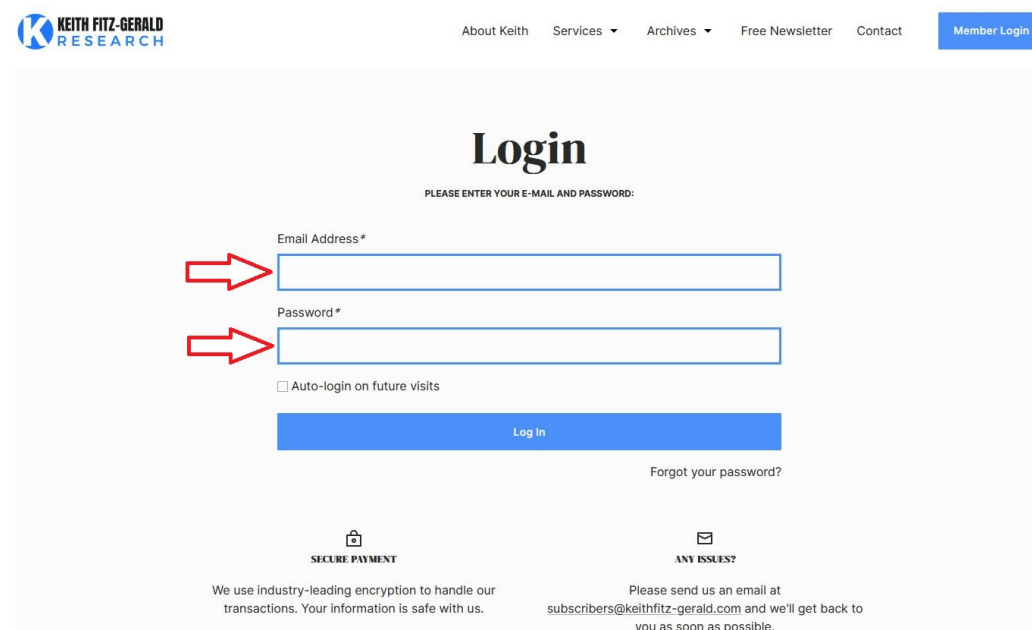 KEITH FITZ-GERALD
RESEARCH
About Keith
Services
Archives
Free Newsletter
Contact
Member Login
Login
PLEASE ENTER YOUR E-MAIL AND PASSWORD:
Email Address*
Password*
Auto-login on future visits
Log In
Forgot your password?
SECURE PAYMENT
We use industry-leading encryption to handle our
transactions. Your information is safe with us.
ANY ISSUES?
Please send us an email at
subscribers@keithfitz-gerald.com and we'll get back to
you as soon as possible.